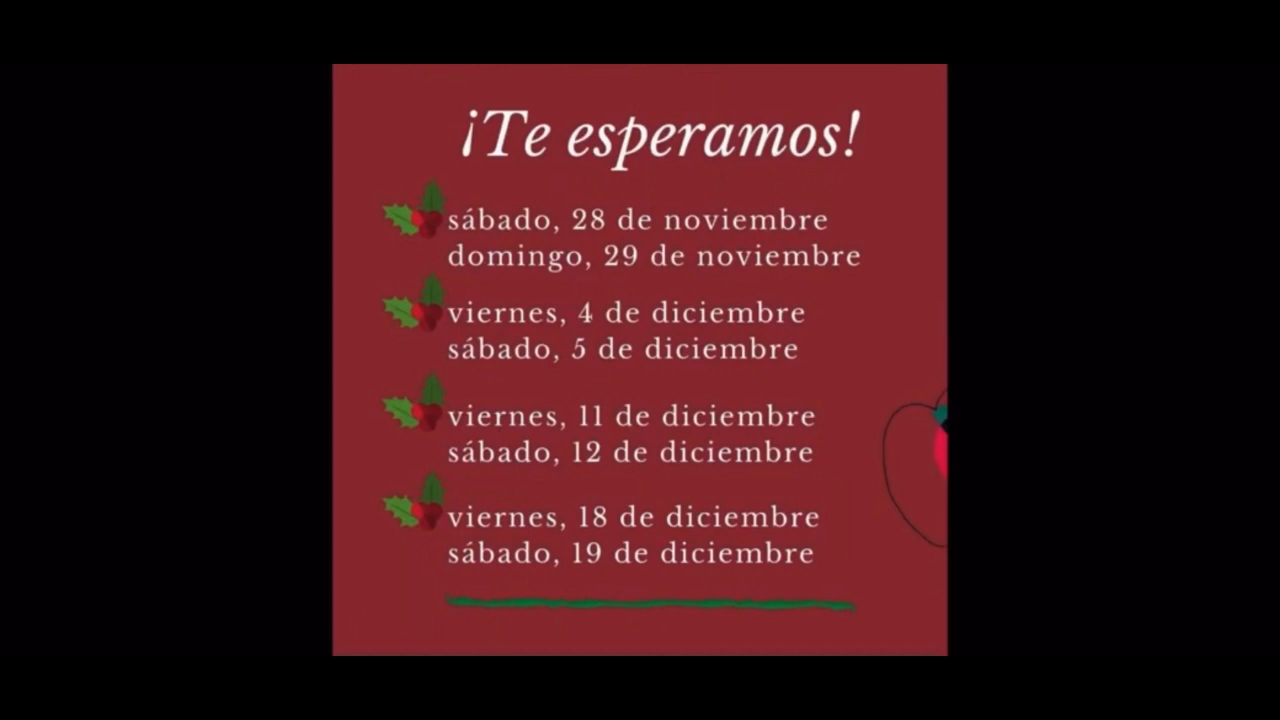 ¡Te esperamos!
sábado, 28 de noviembre
domingo, 29 de noviembre
viernes, 4 de diciembre
sábado, 5 de diciembre
viernes, 11 de diciembre
sábado, 12 de diciembre
viernes, 18 de diciembre
sábado, 19 de diciembre